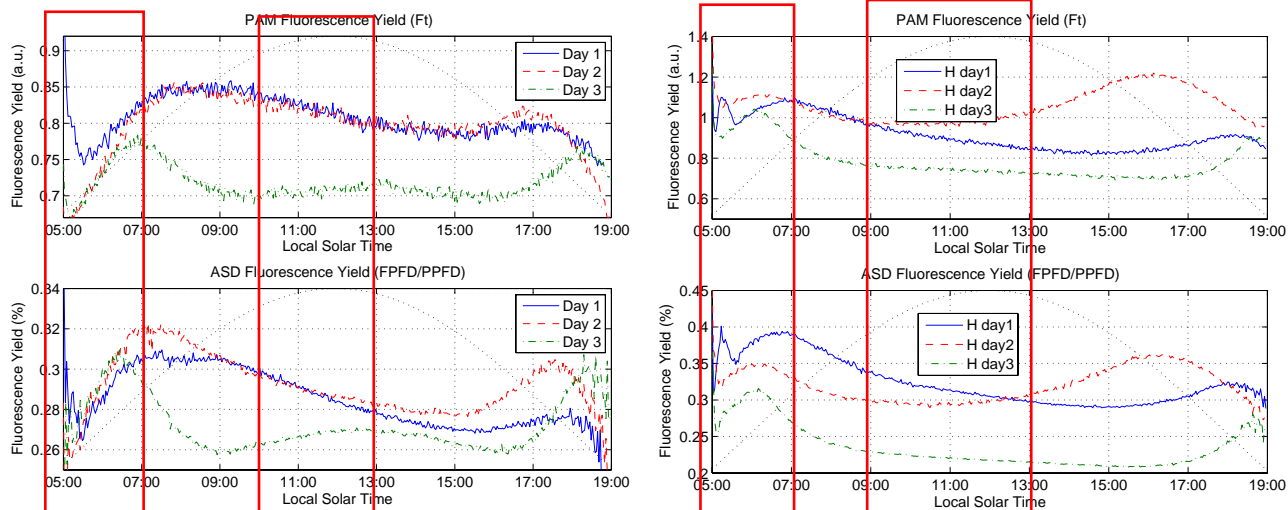 PAM Fluorescence Yield (Ft)
Fluorescence Yield (a.u.)
0.9
0.85
0.8
0.75
0.7
Day 1
Day 2
Day 3
05:00 07:00 09:00 11:00 13:00 15:00 17:00 19:00
Local Solar Time
ASD Fluorescence Yield (FPFD/PPFD)
Fluorescence Yield (%)
0.34
0.32
0.3
0.28
0.26
Day 1
Day 2
Day 3
05:00 07:00 09:00 11:00 13:00 15:00 17:00 19:00
Local Solar Time
PAM Fluorescence Yield (Ft)
Fluorescence Yield (a.u.)
1.4
1.2
1
0.8
0.6
H day1
H day2
H day3
05:00 07:00 09:00 11:00 13:00 15:00 17:00 19:00
Local Solar Time
ASD Fluorescence Yield (FPFD/PPFD)
Fluorescence Yield (%)
0.45
0.4
0.35
0.3
0.25
0.2
H day1
H day2
H day3
05:00 07:00 09:00 11:00 13:00 15:00 17:00 19:00
Local Solar Time